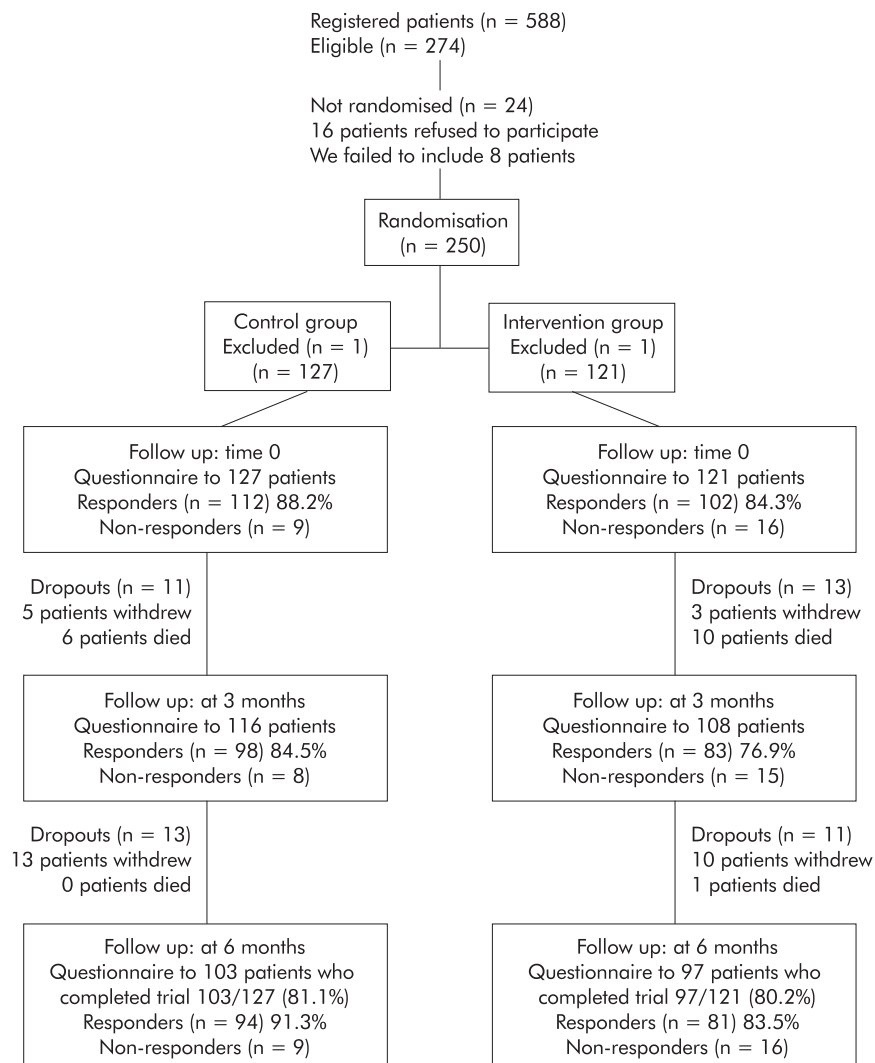 Registered patients (n = 588)
Eligible (n = 274)
Not randomised (n = 24)
16 patients refused to participate
We failed to include 8 patients
Randomisation
(n = 250)
Control group
Excluded (n = 1)
(n = 127)
Intervention group
Excluded (n = 1)
(n = 121)
Follow up: time 0
Questionnaire to 127 patients
Responders (n = 112) 88.2%
Non-responders (n = 9)
Follow up: time 0
Questionnaire to 121 patients
Responders (n = 102) 84.3%
Non-responders (n = 16)
Dropouts (n = 11)
5 patients withdrew
6 patients died
Dropouts (n = 13)
3 patients withdrew
10 patients died
Follow up: at 3 months
Questionnaire to 116 patients
Responders (n = 98) 84.5%
Non-responders (n = 8)
Follow up: at 3 months
Questionnaire to 108 patients
Responders (n = 83) 76.9%
Non-responders (n = 15)
Dropouts (n = 13)
13 patients withdrew
0 patients died
Dropouts (n = 11)
10 patients withdrew
1 patients died
Follow up: at 6 months
Questionnaire to 103 patients who
completed trial 103/127 (81.1%)
Responders (n = 94) 91.3%
Non-responders (n = 9)
Follow up: at 6 months
Questionnaire to 97 patients who
completed trial 97/121 (80.2%)
Responders (n = 81) 83.5%
Non-responders (n = 16)